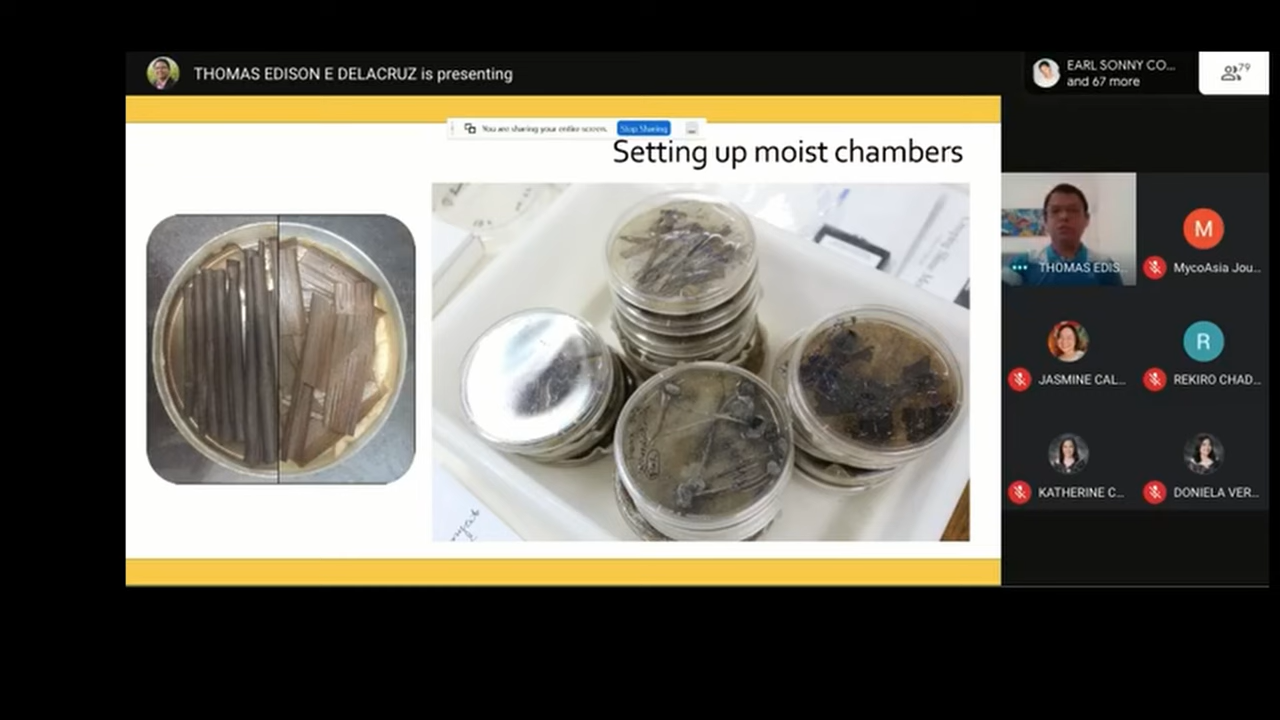 THOMAS EDISON E DELACRUZ is presenting
EARL SONNY CO...
and 67 more
79
You are sharing your entire screen.
Stop Sharing
Setting up moist chambers
THOMAS EDIS...
M
MycoAsia Jou...
R
JASMINE CAL...
REKIRO CHAD...
KATHERINE C...
DONIELA VER...